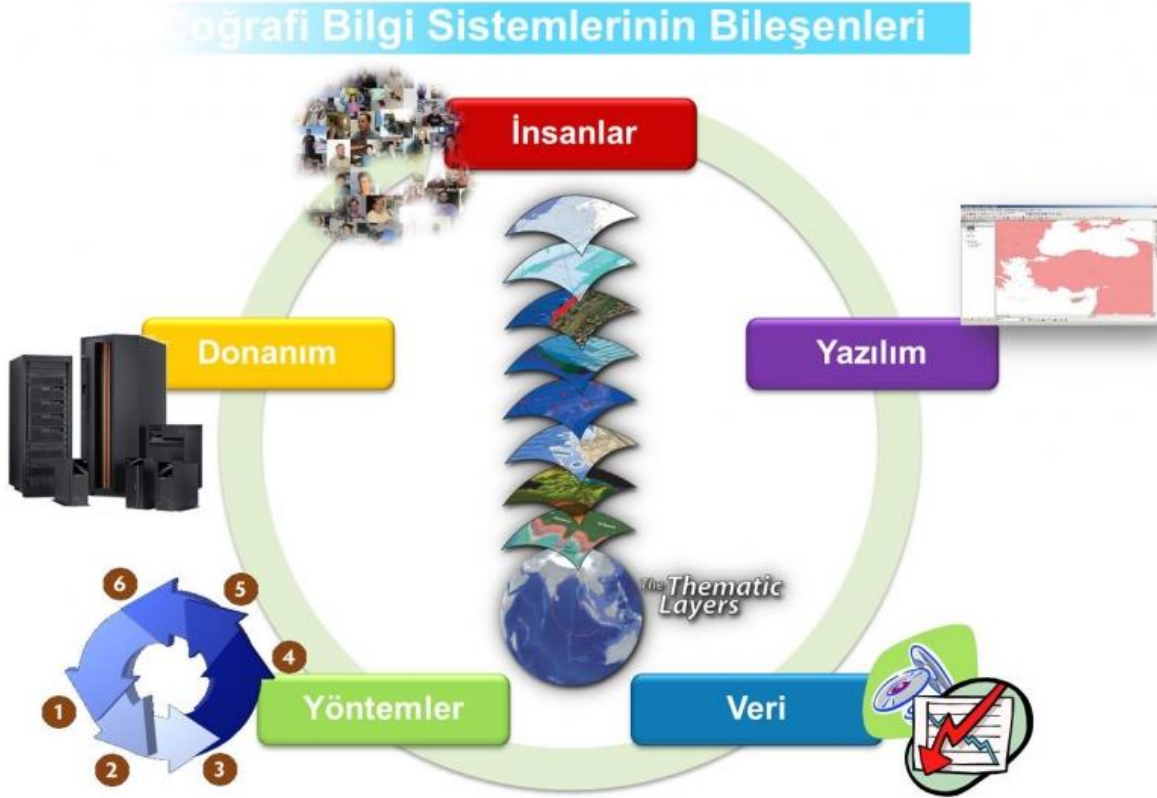 Coğrafi Bilgi Sistemlerinin Bileşenleri
İnsanlar
Donanım
Yazılım
The Thematic
Layers
6
5
4
1
2
3
Yöntemler
Veri